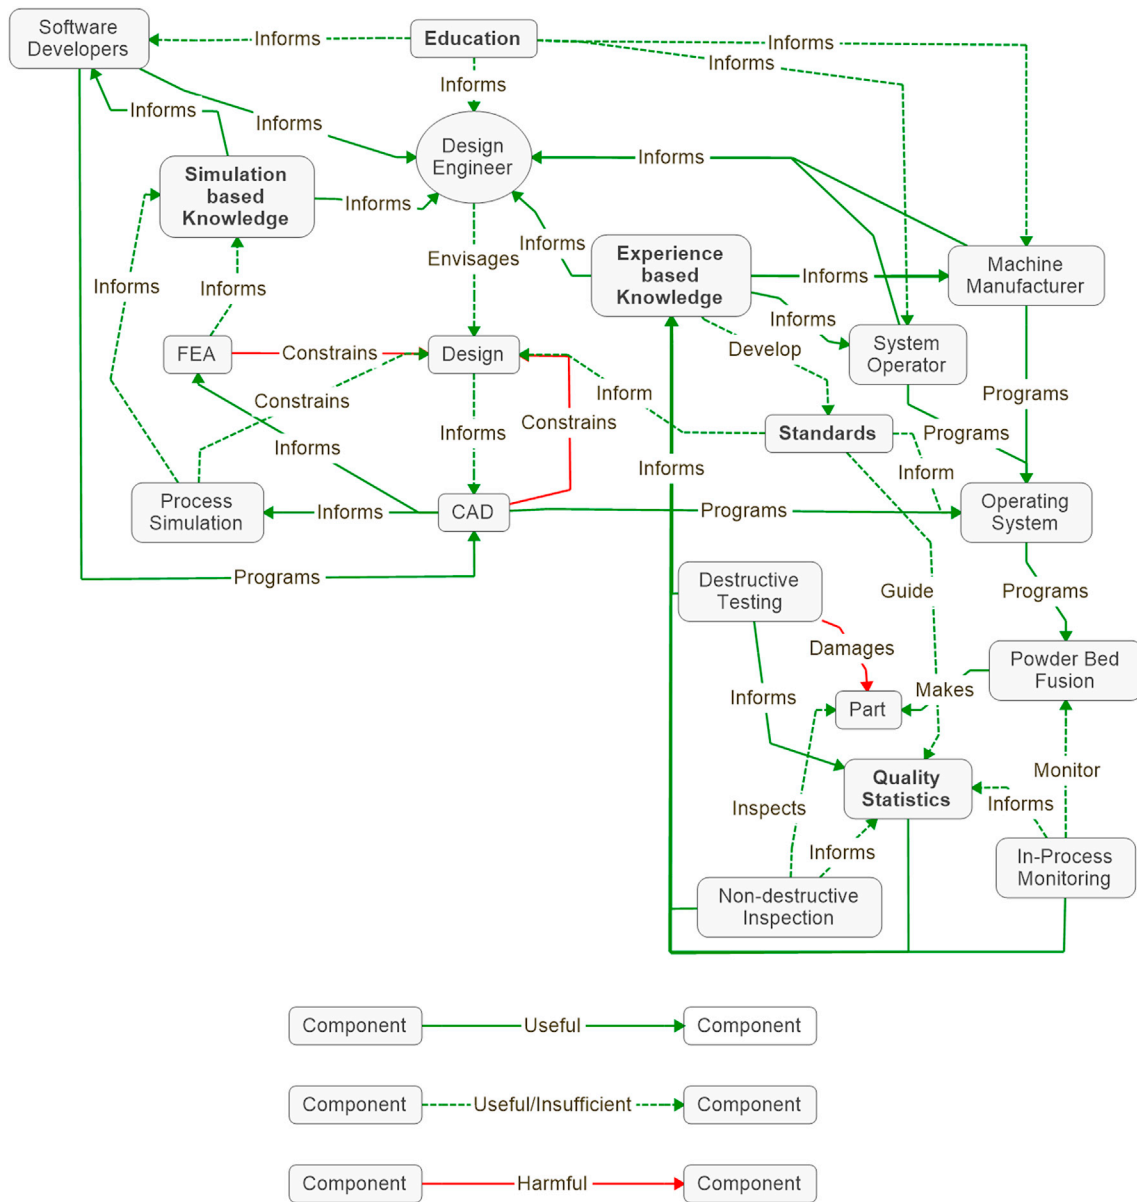 Software
Developers
Informs
Education
Informs
Informs
Informs
Informs
Informs
Design
Engineer
Informs
Simulation
based
Knowledge
Informs
Informs
Experience
based
Knowledge
Informs
Machine
Manufacturer
Envisages
Informs
Informs
Informs
System
Operator
FEA
Constrains
Design
Develop
Constrains
Inform
Programs
Constrains
Informs
Informs
Standards
Programs
Informs
Inform
Process
Simulation
Informs
CAD
Programs
Operating
System
Programs
Destructive
Testing
Guide
Programs
Damages
Powder Bed
Fusion
Informs
Part
Makes
Quality
Statistics
Monitor
Inspects
Informs
Informs
In-Process
Monitoring
Non-destructive
Inspection
Component Useful Component
Component Useful/Insufficient Component
Component Harmful Component